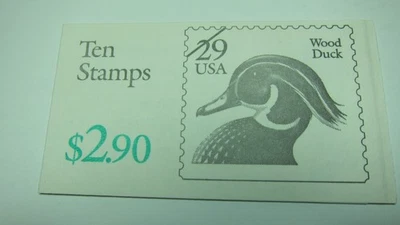 Ten
Stamps
$2.90
29
USA
Wood
Duck